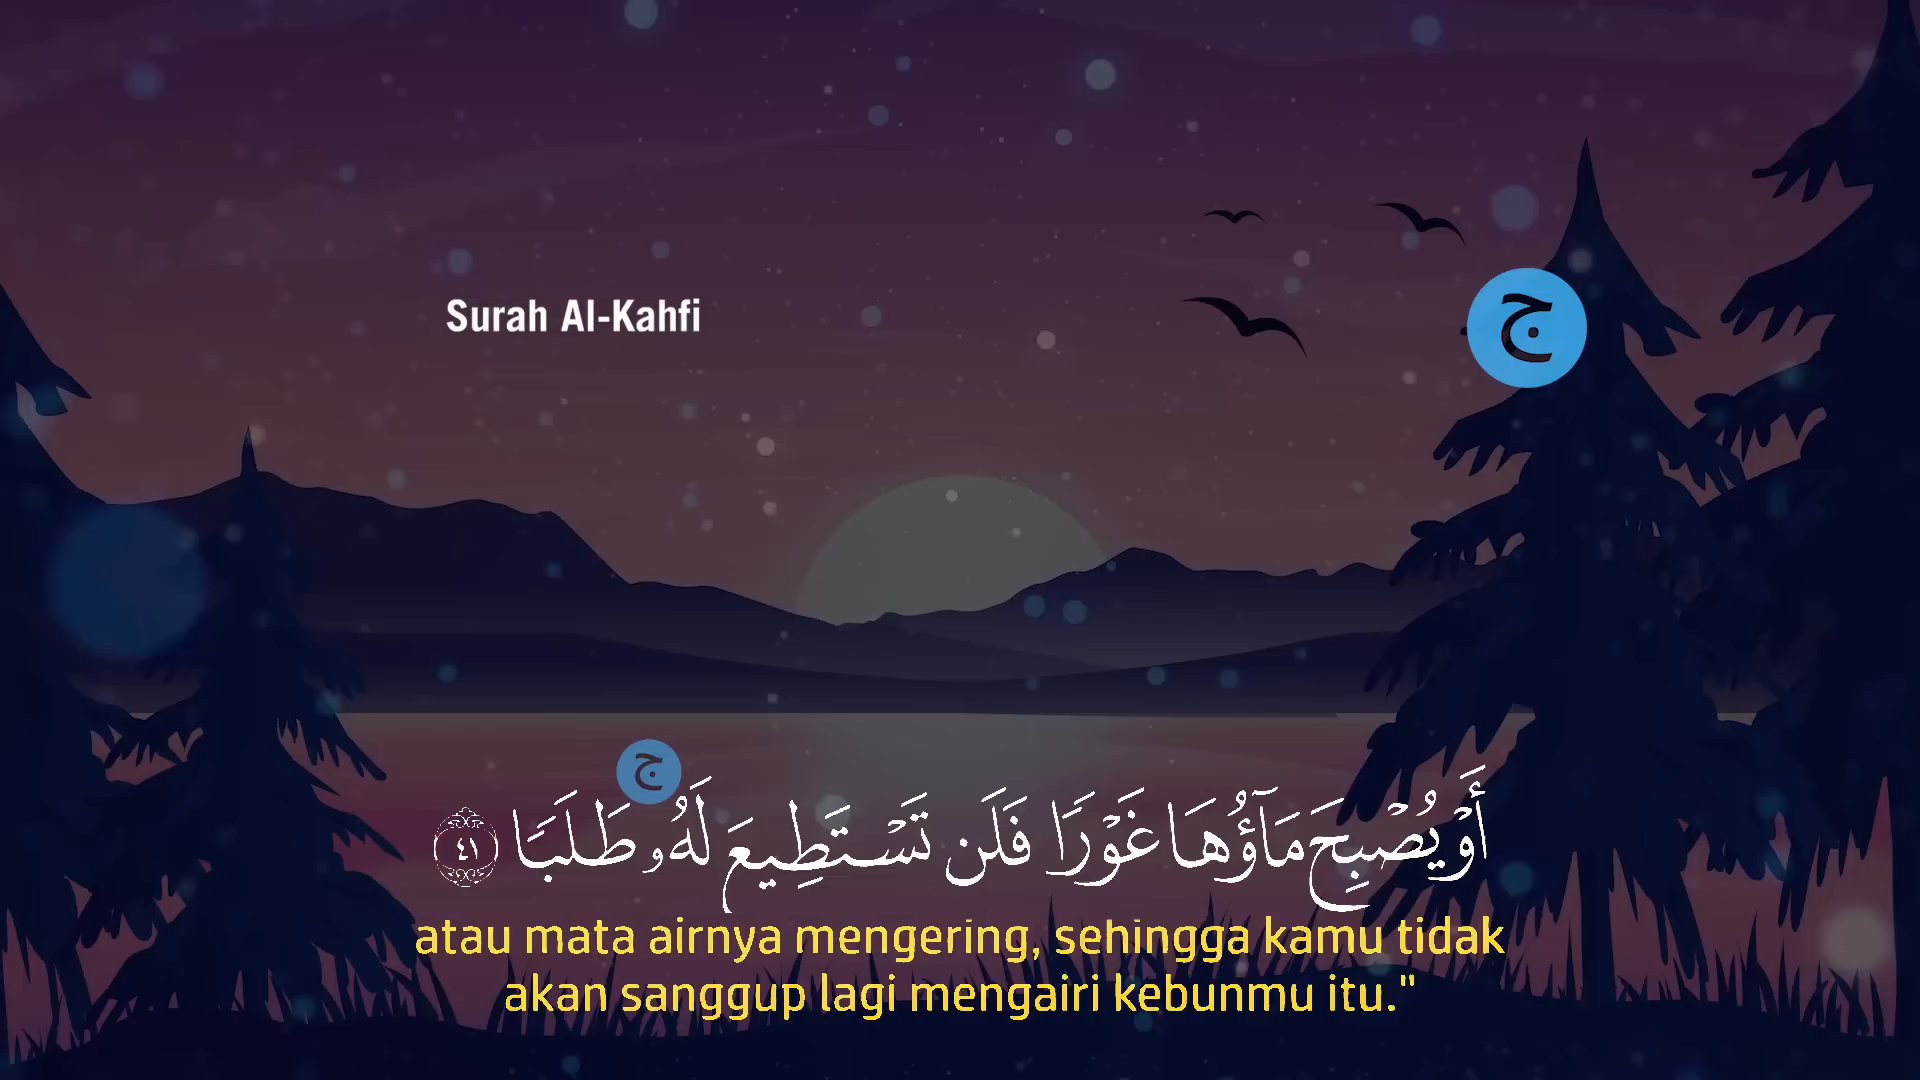 Surah Al-Kahfi
ج
ج
أَوْ يُصْبِحَ مَآؤُهَا غَوْرًا فَلَن تَسْتَطِيعَ لَهُۥ طَلَبًا ٤١
atau mata airnya mengering, sehingga kamu tidak
akan sanggup lagi mengairi kebunmu itu."